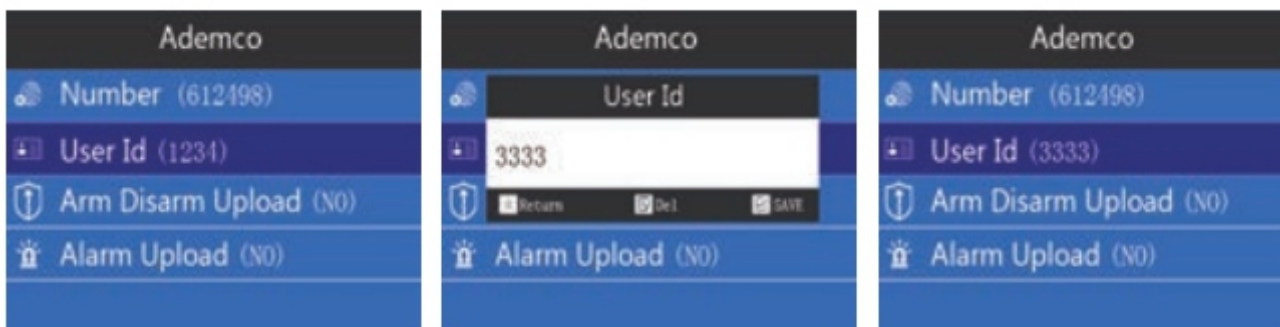 Ademco
Number (612498)
User Id (1234)
Arm Disarm Upload (NO)
Alarm Upload (NO)
Ademco
User Id
3333
Return Del SAVE
Alarm Upload (NO)
Ademco
Number (612498)
User Id (3333)
Arm Disarm Upload (NO)
Alarm Upload (NO)